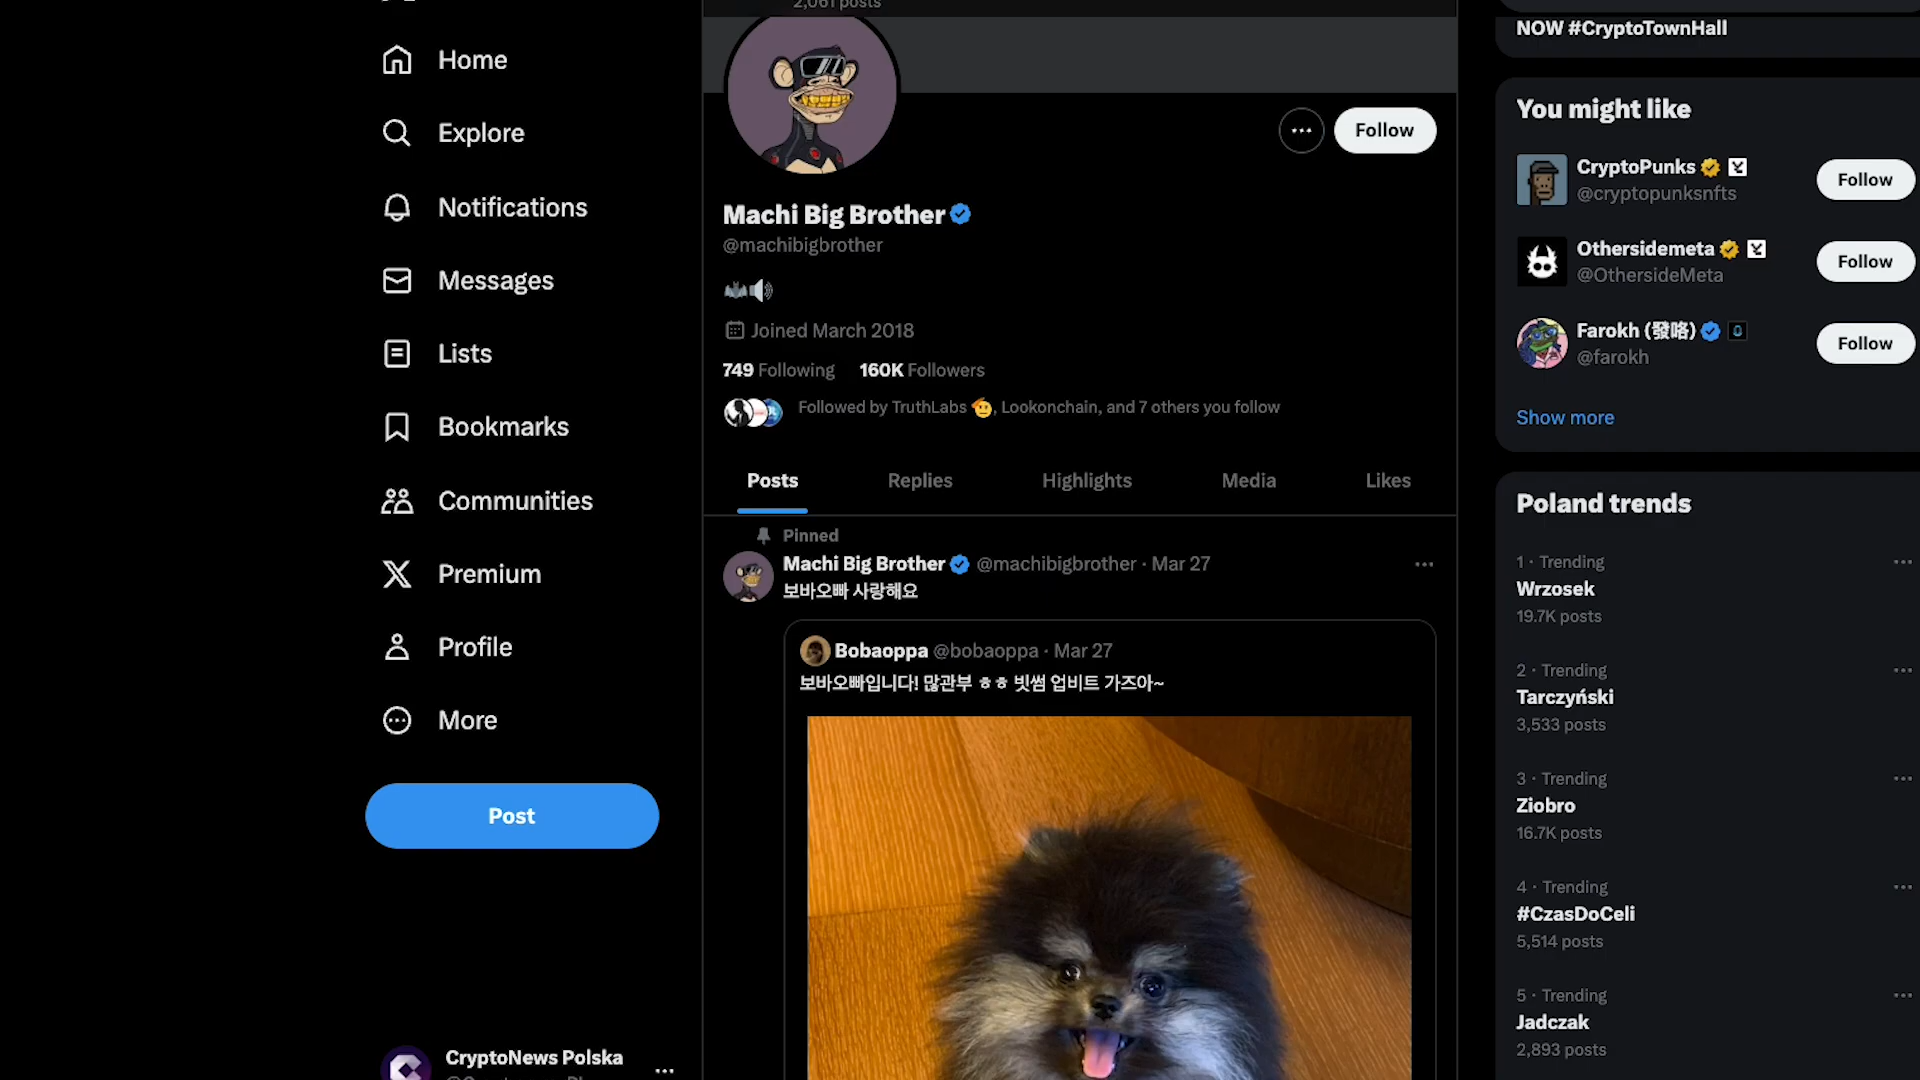 Home
Explore
Notifications
Messages
Lists
Bookmarks
Communities
Premium
Profile
More
Post
CryptoNews Polska
2,061 posts
Follow
Machi Big Brother
@machibigbrother
Joined March 2018
749 Following 160K Followers
Followed by TruthLabs, Lookonchain, and 7 others you follow
Posts Replies Highlights Media Likes
Pinned
Machi Big Brother @machibigbrother · Mar 27
보바오빠 사랑해요
Bobaoppa @bobaoppa · Mar 27
보바오빠입니다! 많관부 ㅎㅎ 빗썸 업비트 가즈아~
NOW #CryptoTownHall
You might like
CryptoPunks
@cryptopunksnfts
Follow
Othersidemeta
@OthersideMeta
Follow
Farokh (發咯)
@farokh
Follow
Show more
Poland trends
1 · Trending
Wrzosek
19.7K posts
2 · Trending
Tarczyński
3,533 posts
3 · Trending
Ziobro
16.7K posts
4 · Trending
#CzasDoCeli
5,514 posts
5 · Trending
Jadczak
2,893 posts